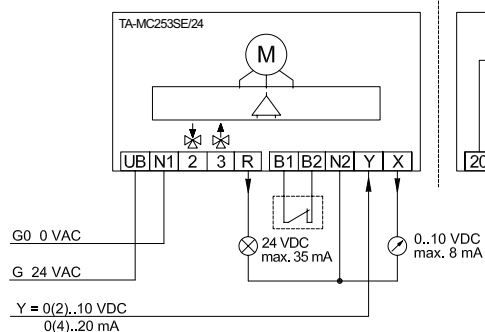 TA-MC253SE/24
M
UB N1 2 3 R B1 B2 N2 Y X
20
G0 0 VAC
24 VDC
max. 35 mA
0..10 VDC
max. 8 mA
G 24 VAC
Y = 0(2)..10 VDC
0(4)..20 mA